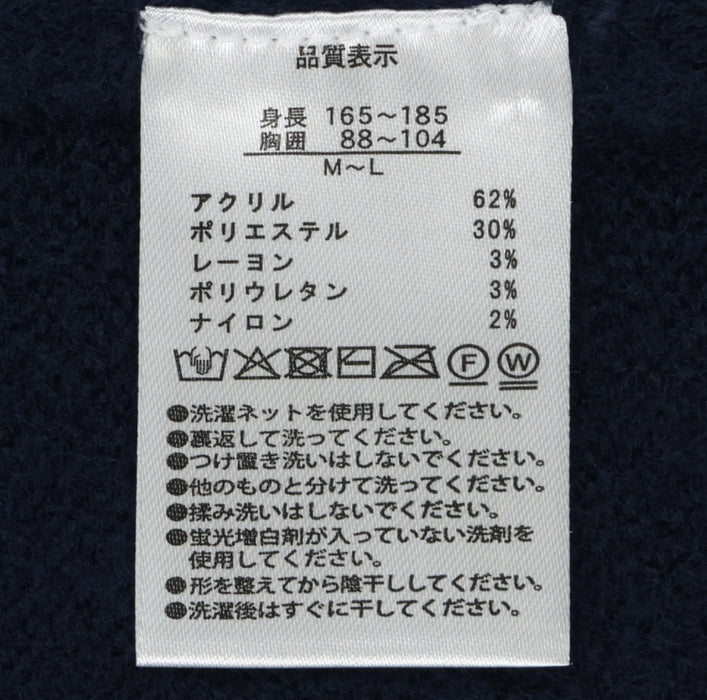 品質表示
身長 165～185
胸囲 88～104
M～L
アクリル 62%
ポリエステル 30%
レーヨン 3%
ポリウレタン 3%
ナイロン 2%
F W
●洗濯ネットを使用してください。
●裏返して洗ってください。
●つけ置き洗いはしないでください。
●他のものと分けて洗ってください。
●揉み洗いはしないでください。
●蛍光増白剤が入っていない洗剤を
使用してください。
●形を整えてから陰干ししてください。
●洗濯後はすぐに干してください。